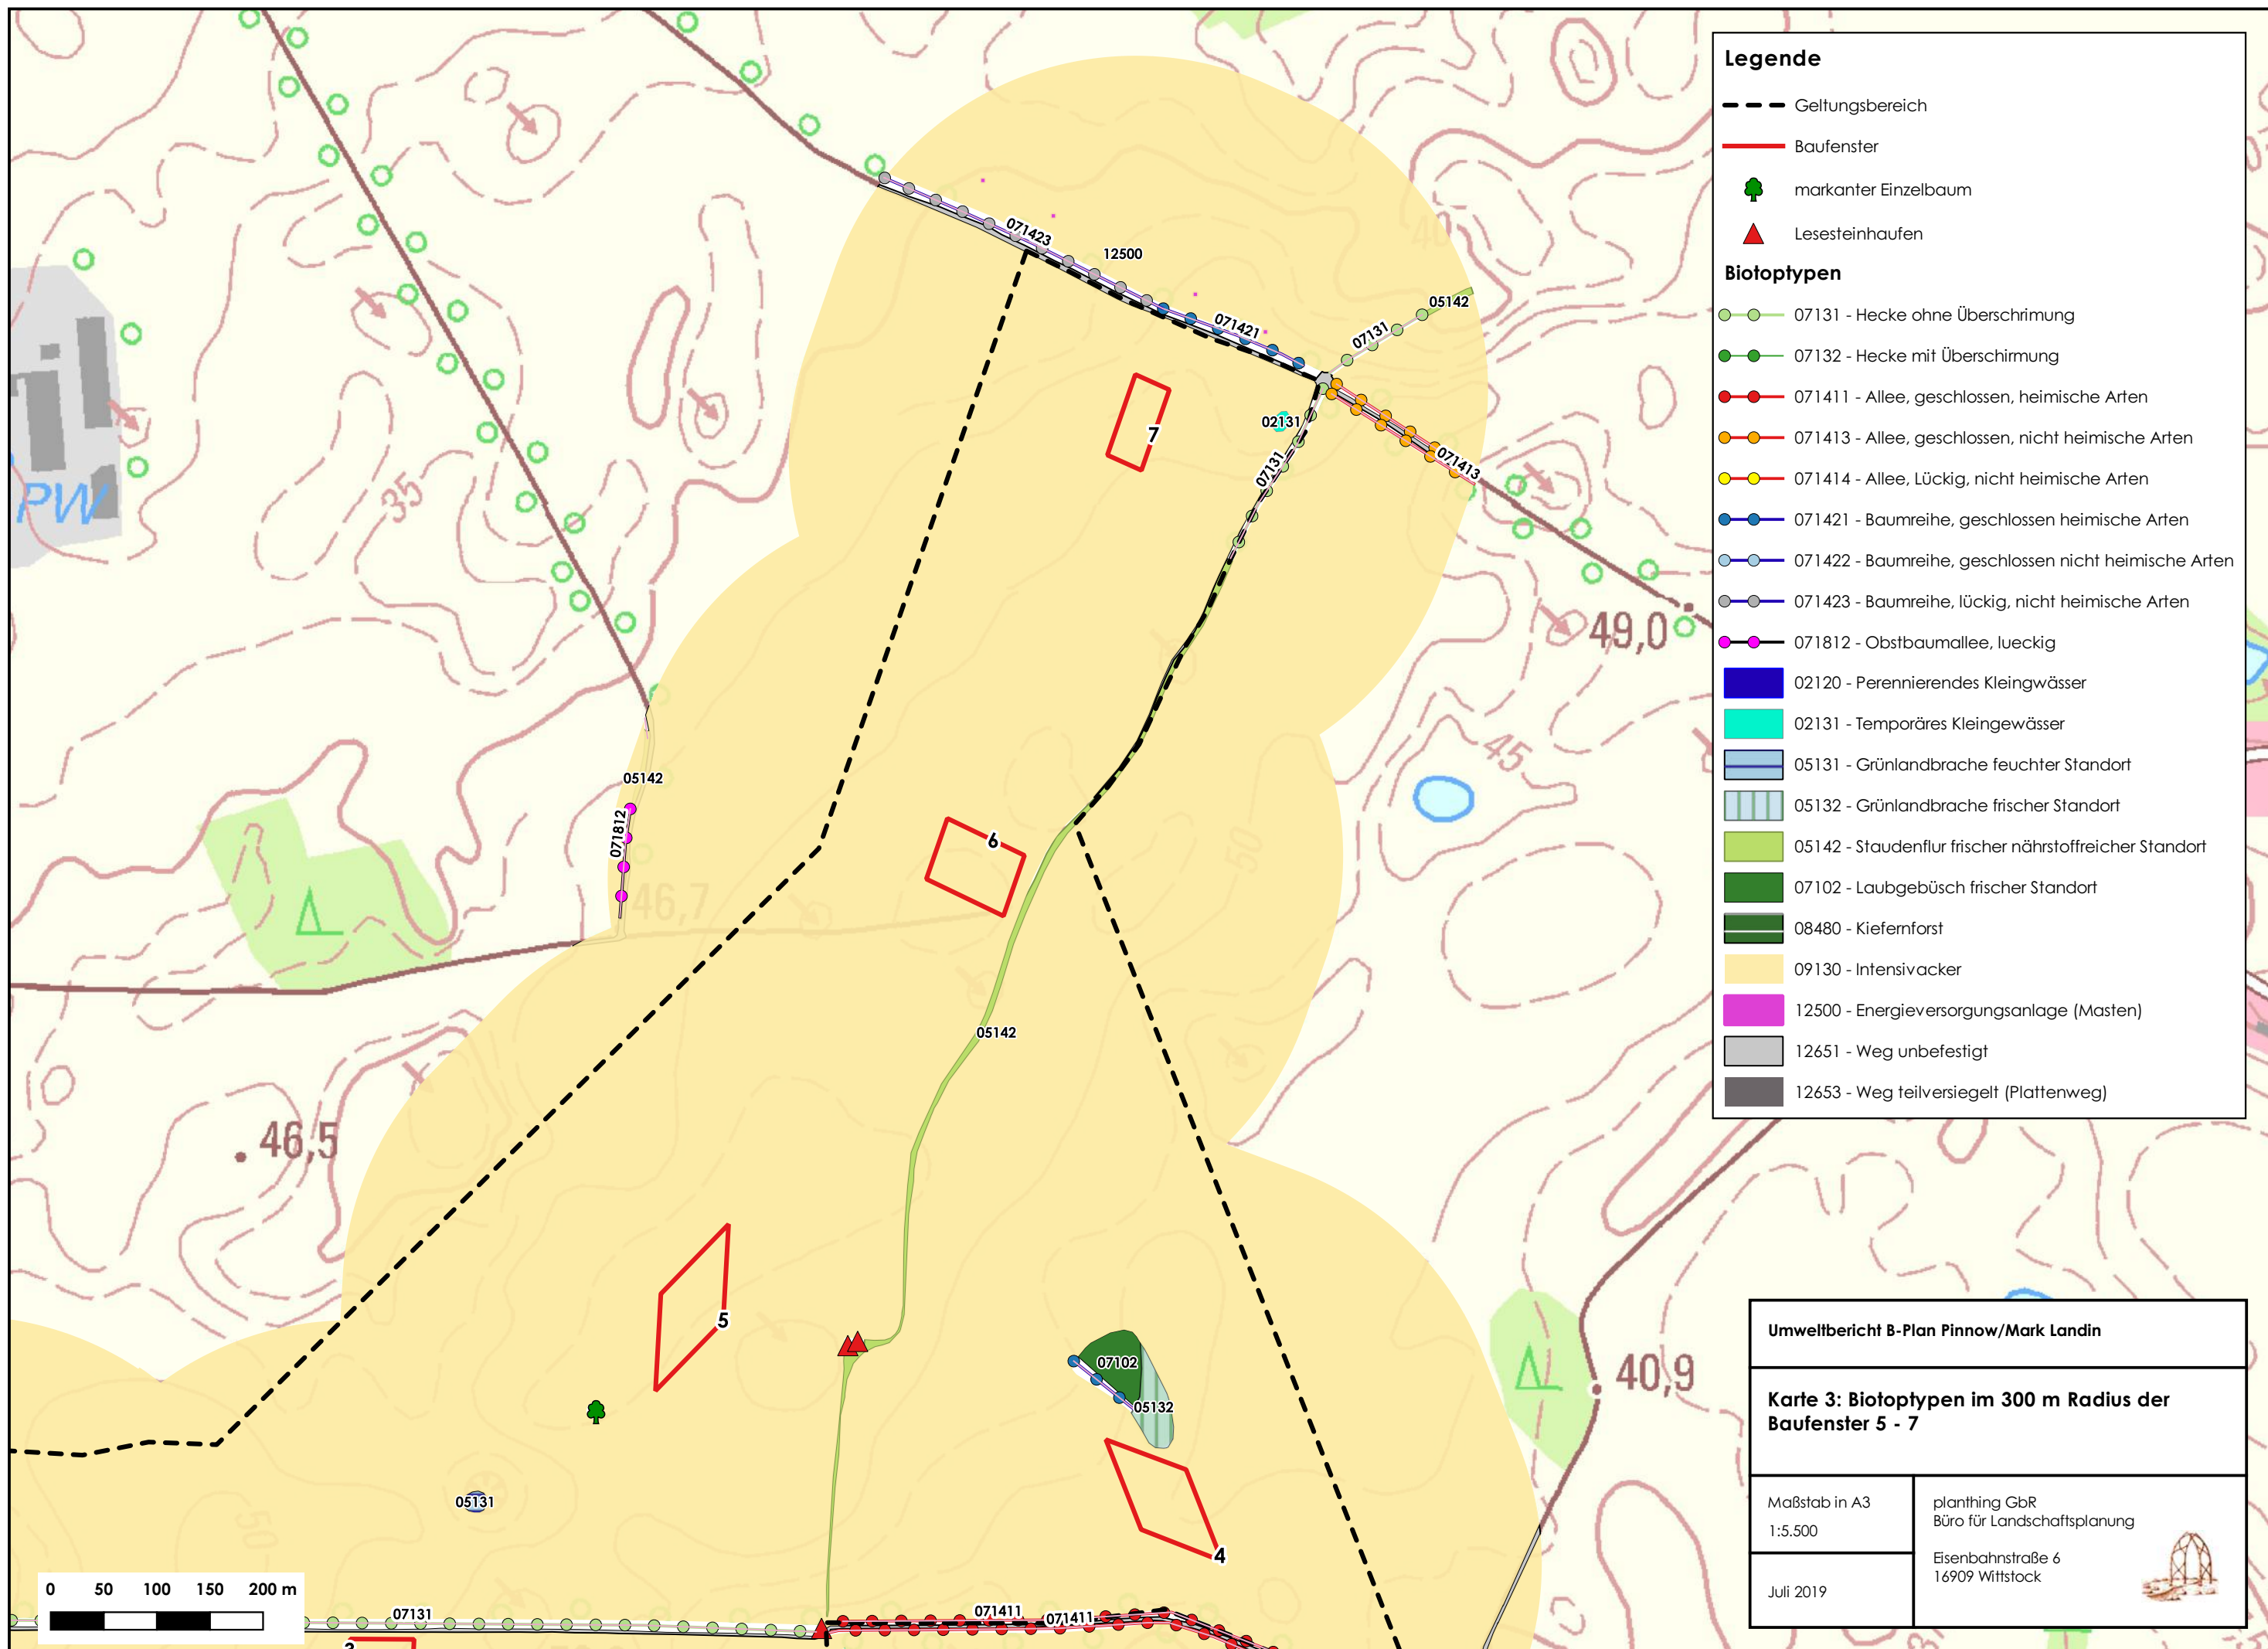 071423
12500
071421
07131
05142
40
7
02131
07131
071413
PW
35
49,0
05142
071812
46,7
6
50
45
05142
46,5
5
07102
05132
40,9
05131
50
4
0 50 100 150 200 m
07131
071411
071411
3
Legende
Geltungsbereich
Baufenster
markanter Einzelbaum
Lesesteinhaufen
Biotoptypen
07131 - Hecke ohne Überschrimung
07132 - Hecke mit Überschirmung
071411 - Allee, geschlossen, heimische Arten
071413 - Allee, geschlossen, nicht heimische Arten
071414 - Allee, Lückig, nicht heimische Arten
071421 - Baumreihe, geschlossen heimische Arten
071422 - Baumreihe, geschlossen nicht heimische Arten
071423 - Baumreihe, lückig, nicht heimische Arten
071812 - Obstbaumallee, lueckig
02120 - Perennierendes Kleingwässer
02131 - Temporäres Kleingewässer
05131 - Grünlandbrache feuchter Standort
05132 - Grünlandbrache frischer Standort
05142 - Staudenflur frischer nährstoffreicher Standort
07102 - Laubgebüsch frischer Standort
08480 - Kiefernforst
09130 - Intensivacker
12500 - Energieversorgungsanlage (Masten)
12651 - Weg unbefestigt
12653 - Weg teilversiegelt (Plattenweg)
Umweltbericht B-Plan Pinnow/Mark Landin
Karte 3: Biotoptypen im 300 m Radius der
Baufenster 5 - 7
Maßstab in A3
1:5.500
Juli 2019
planthing GbR
Büro für Landschaftsplanung
Eisenbahnstraße 6
16909 Wittstock